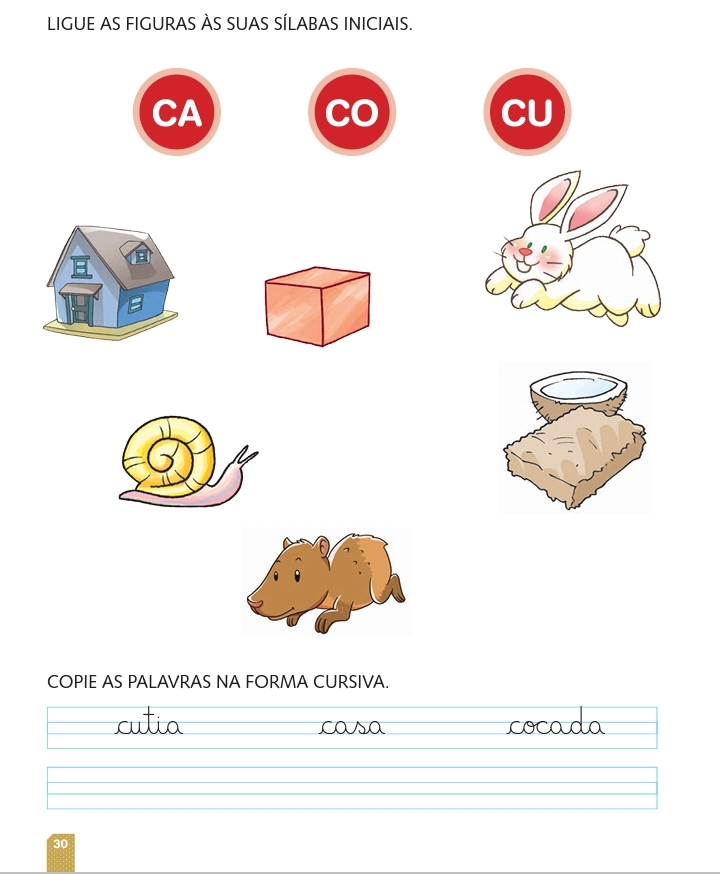 LIGUE AS FIGURAS ÀS SUAS SÍLABAS INICIAIS.
CA CO CU
COPIE AS PALAVRAS NA FORMA CURSIVA.
cutia casa cocada
30